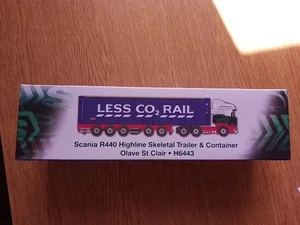 LESS CO₂ RAIL
Scania R440 Highline Skeletal Trailer & Container
Olave St Clair • H6443